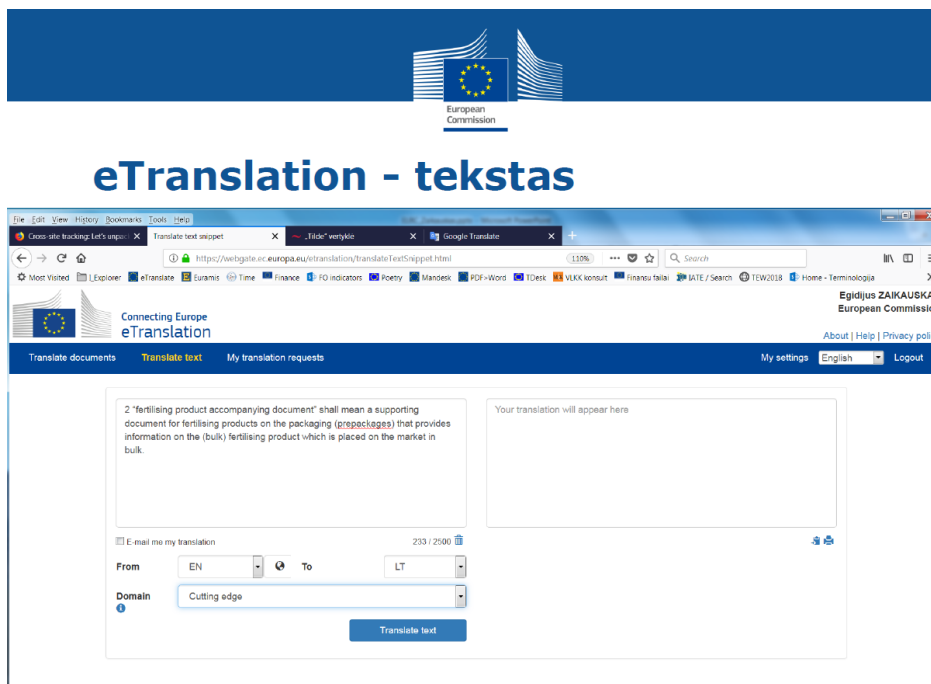 European
Commission
eTranslation - tekstas
File Edit View History Bookmarks Tools Help
Cross-site tracking: Let's unpac
Translate text snippet
„Tilde“ vertyklė
Google Translate
https://webgate.ec.europa.eu/etranslation/translateTextSnippet.html
110%
Search
Most Visited I_Explorer eTranslate Euramis Time Finance FO indicators Poetry Mandesk PDF>Word TDesk VLKK konsult Finansu failai IATE / Search TEW2018 Home - Terminologija
Egidijus ZAIKAUSKA
European Commissio
Connecting Europe
eTranslation
About | Help | Privacy poli
Translate documents Translate text My translation requests My settings English Logout
2 "fertilising product accompanying document" shall mean a supporting
document for fertilising products on the packaging (prepackages) that provides
information on the (bulk) fertilising product which is placed on the market in
bulk.
Your translation will appear here
E-mail me my translation 233 / 2500
From EN To LT
Domain Cutting edge
Translate text